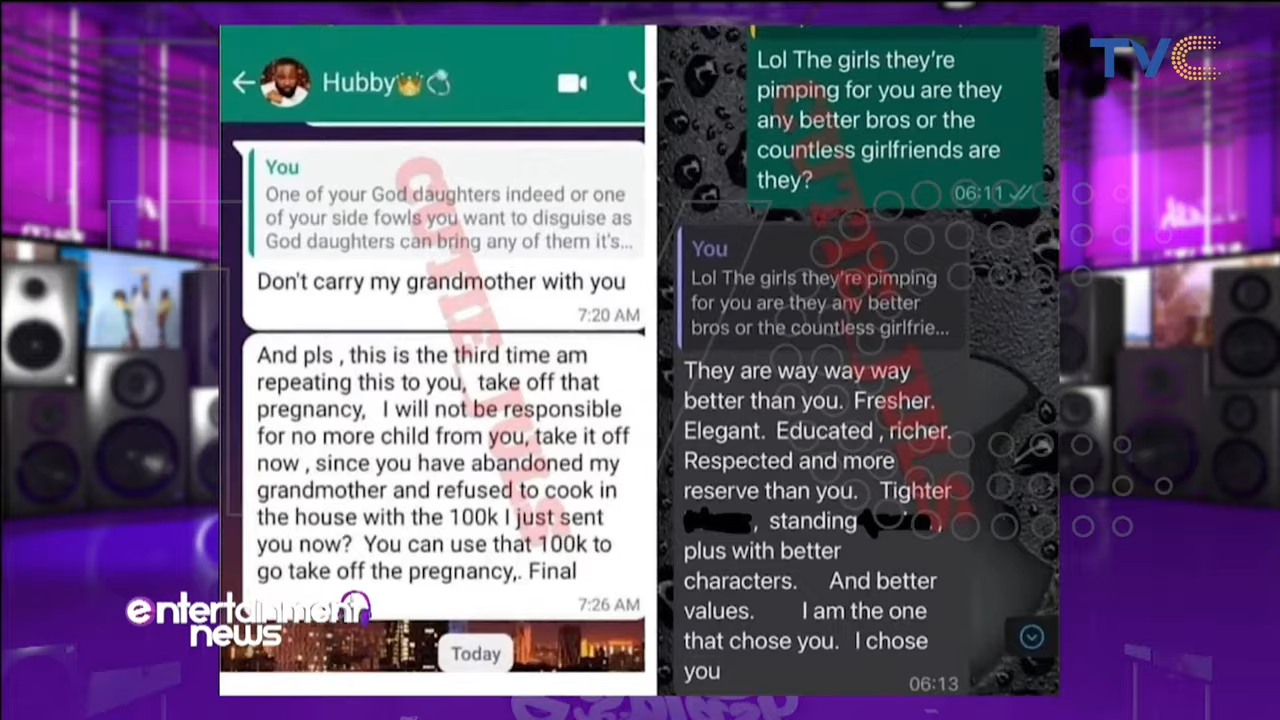 TVC
Hubby
You
One of your God daughters indeed or one
of your side fowls you want to disguise as
God daughters can bring any of them it's...
Don't carry my grandmother with you
7:20 AM
And pls , this is the third time am
repeating this to you, take off that
pregnancy, I will not be responsible
for no more child from you, take it off
now , since you have abandoned my
grandmother and refused to cook in
the house with the 100k I just sent
you now? You can use that 100k to
go take off the pregnancy,. Final
7:26 AM
Today
Lol The girls they're
pimping for you are they
any better bros or the
countless girlfriends are
they?
06:11
You
Lol The girls they're pimping
for you are they any better
bros or the countless girlfrie...
They are way way way
better than you. Fresher.
Elegant. Educated , richer.
Respected and more
reserve than you. Tighter
, standing ,
plus with better
characters. And better
values. I am the one
that chose you. I chose
you
06:13
entertainment
news